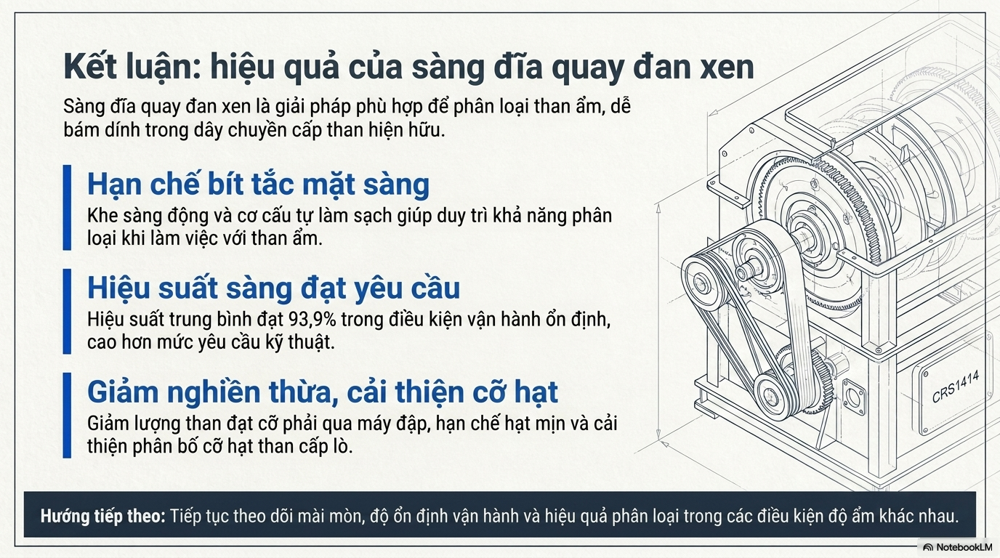 Kết luận: hiệu quả của sàng đĩa quay đan xen
Sàng đĩa quay đan xen là giải pháp phù hợp để phân loại than ẩm, dễ
bám dính trong dây chuyền cấp than hiện hữu.
Hạn chế bít tắc mặt sàng
Khe sàng động và cơ cấu tự làm sạch giúp duy trì khả năng phân
loại khi làm việc với than ẩm.
Hiệu suất sàng đạt yêu cầu
Hiệu suất trung bình đạt 93,9% trong điều kiện vận hành ổn định,
cao hơn mức yêu cầu kỹ thuật.
Giảm nghiền thừa, cải thiện cỡ hạt
Giảm lượng than đạt cỡ phải qua máy đập, hạn chế hạt mịn và cải
thiện phân bố cỡ hạt than cấp lò.
CRS1414
Hướng tiếp theo: Tiếp tục theo dõi mài mòn, độ ổn định vận hành và hiệu quả phân loại trong các điều kiện độ ẩm khác nhau.
NotebookLM